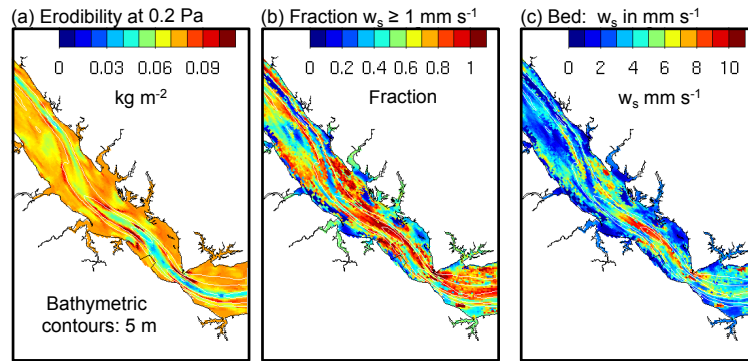 (a) Erodibility at 0.2 Pa
0 0.03 0.06 0.09
kg m⁻²
Bathymetric
contours: 5 m
(b) Fraction wₛ ≥ 1 mm s⁻¹
0 0.2 0.4 0.6 0.8 1
Fraction
(c) Bed: wₛ in mm s⁻¹
0 2 4 6 8 10
wₛ mm s⁻¹